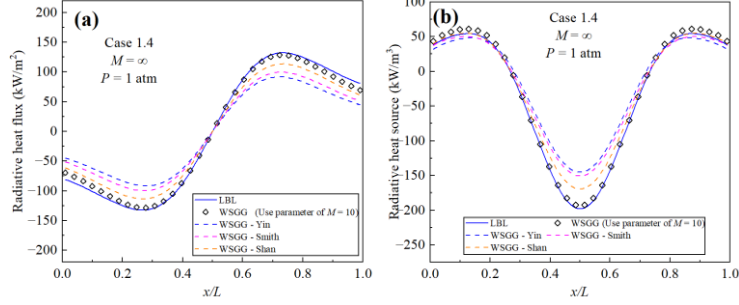 (a)
Case 1.4
M = ∞
P = 1 atm
Radiative heat flux (kW/m²)
200
150
100
50
0
−50
−100
−150
−200
LBL
WSGG (Use parameter of M = 10)
WSGG - Yin
WSGG - Smith
WSGG - Shan
0.0 0.2 0.4 0.6 0.8 1.0
x/L
(b)
Case 1.4
M = ∞
P = 1 atm
Radiative heat source (kW/m³)
100
50
0
−50
−100
−150
−200
−250
LBL WSGG (Use parameter of M = 10)
WSGG - Yin WSGG - Smith
WSGG - Shan
0.0 0.2 0.4 0.6 0.8 1.0
x/L